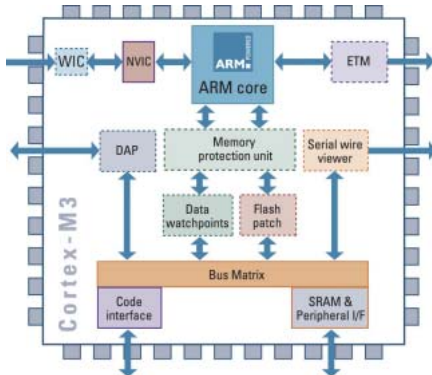 WIC
NVIC
ARM
ARM core
ETM
DAP
Memory
protection unit
Serial wire
viewer
Data
watchpoints
Flash
patch
Cortex-M3
Bus Matrix
Code
interface
SRAM &
Peripheral I/F